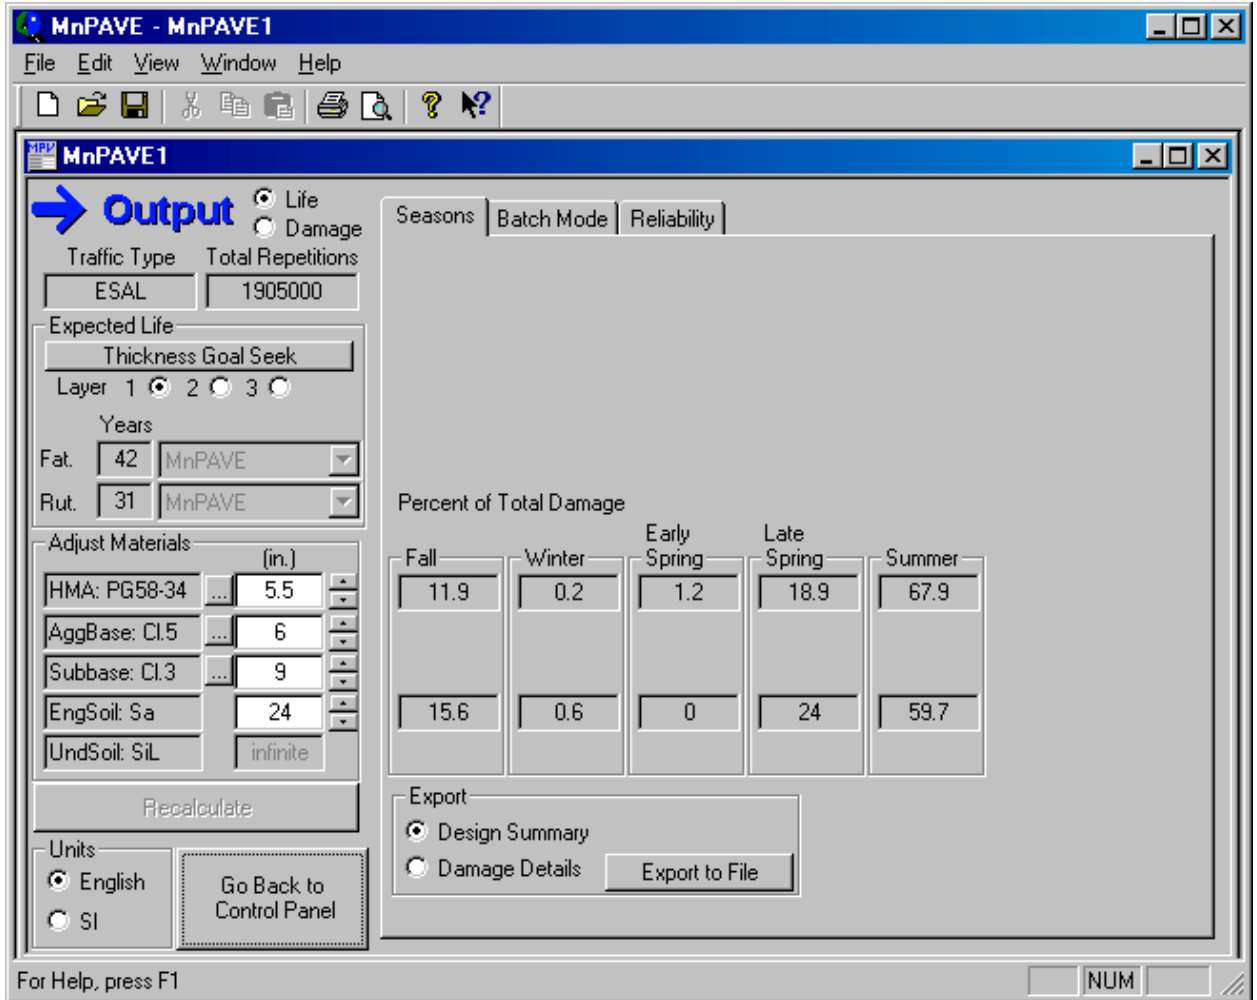 MnPAVE - MnPAVE1
File Edit View Window Help
MPV MnPAVE1
Output Life
Damage
Traffic Type Total Repetitions
ESAL 1905000
Expected Life
Thickness Goal Seek
Layer 1 2 3
Years
Fat. 42 MnPAVE
Rut. 31 MnPAVE
Adjust Materials (in.)
HMA: PG58-34 ... 5.5
AggBase: Cl.5 ... 6
Subbase: Cl.3 ... 9
EngSoil: Sa 24
UndSoil: SiL infinite
Recalculate
Units
English
SI
Go Back to
Control Panel
Seasons Batch Mode Reliability
Percent of Total Damage
Fall Winter Early Spring Late Spring Summer
11.9 0.2 1.2 18.9 67.9
15.6 0.6 0 24 59.7
Export
Design Summary
Damage Details Export to File
For Help, press F1 NUM